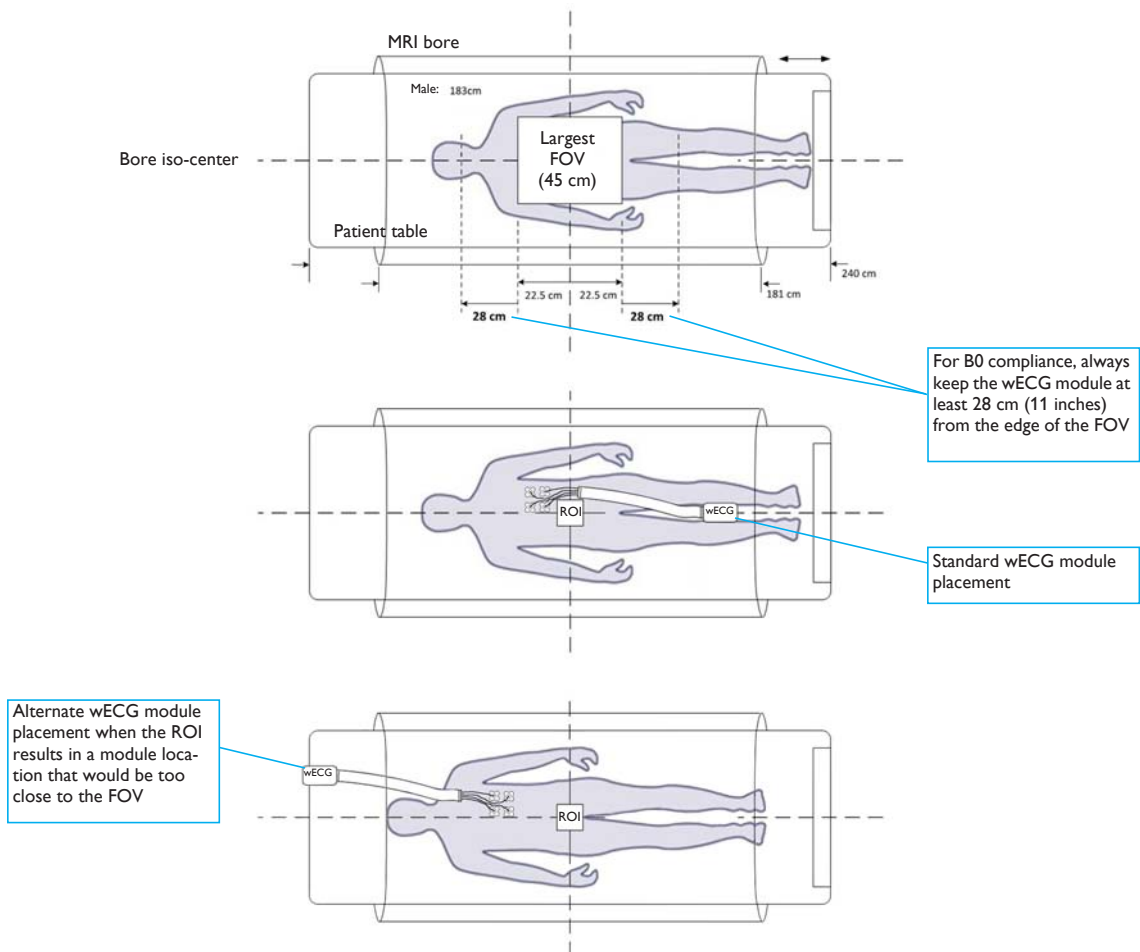 MRI bore
Male: 183cm
Bore iso-center
Largest
FOV
(45 cm)
Patient table
240 cm
22.5 cm
22.5 cm
181 cm
28 cm
28 cm
For B0 compliance, always
keep the wECG module at
least 28 cm (11 inches)
from the edge of the FOV
ROI
wECG
Standard wECG module
placement
Alternate wECG module
placement when the ROI
results in a module loca-
tion that would be too
close to the FOV
wECG
ROI